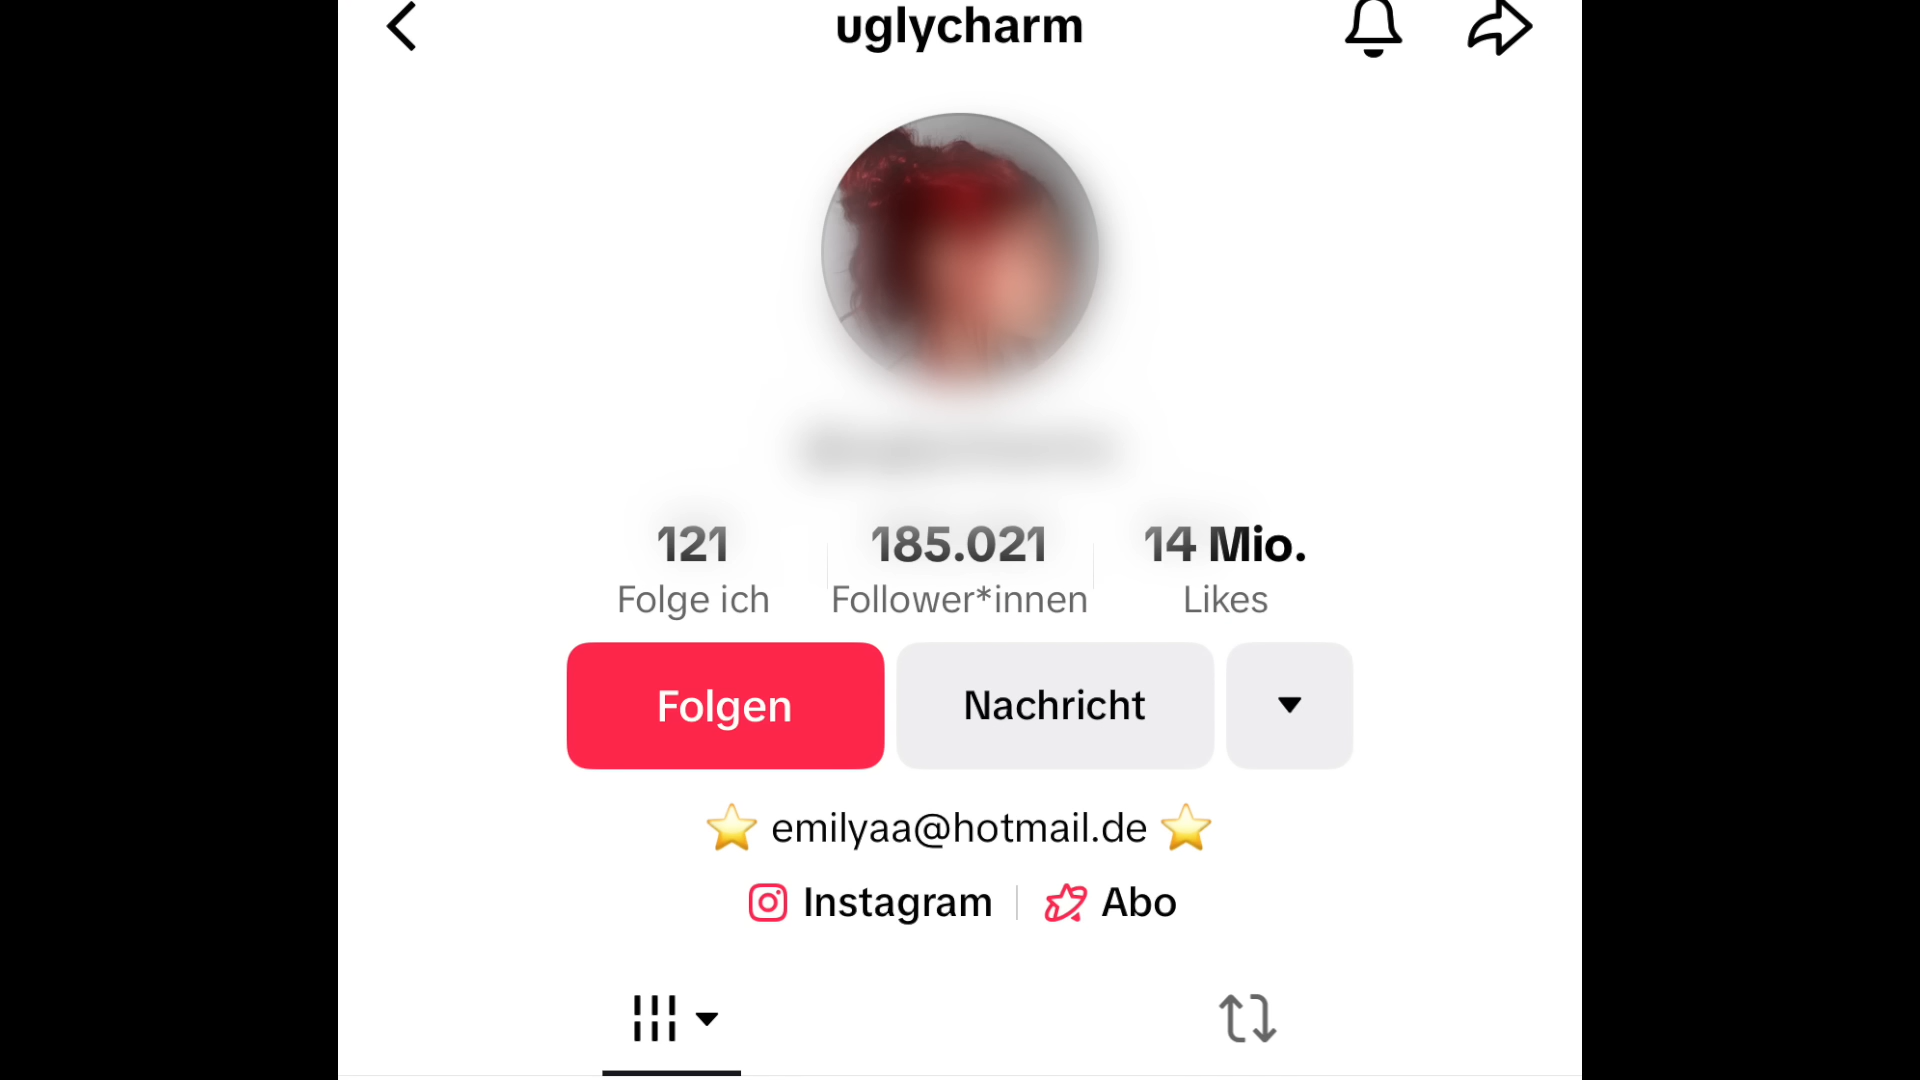 uglycharm
121 185.021 14 Mio.
Folge ich Follower*innen Likes
Folgen Nachricht
emilyaa@hotmail.de
Instagram Abo